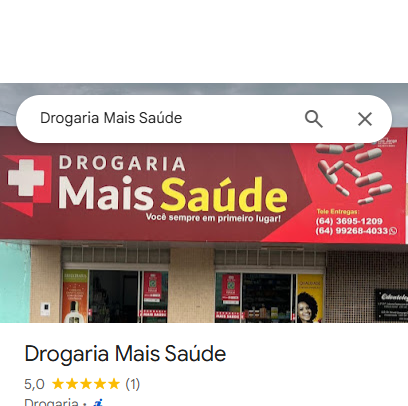 Drogaria Mais Saúde
DROGARIA
Mais Saúde
Você sempre em primeiro lugar!
Tele Entregas:
(64) 3695-1209
(64) 99268-4033
Drogaria Mais Saúde
5,0 (1)
Drogaria ·